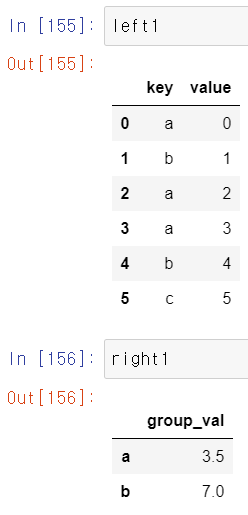 In [155]: left1
Out[155]:
key value
0 a 0
1 b 1
2 a 2
3 a 3
4 b 4
5 c 5
In [156]: right1
Out[156]:
group_val
a 3.5
b 7.0